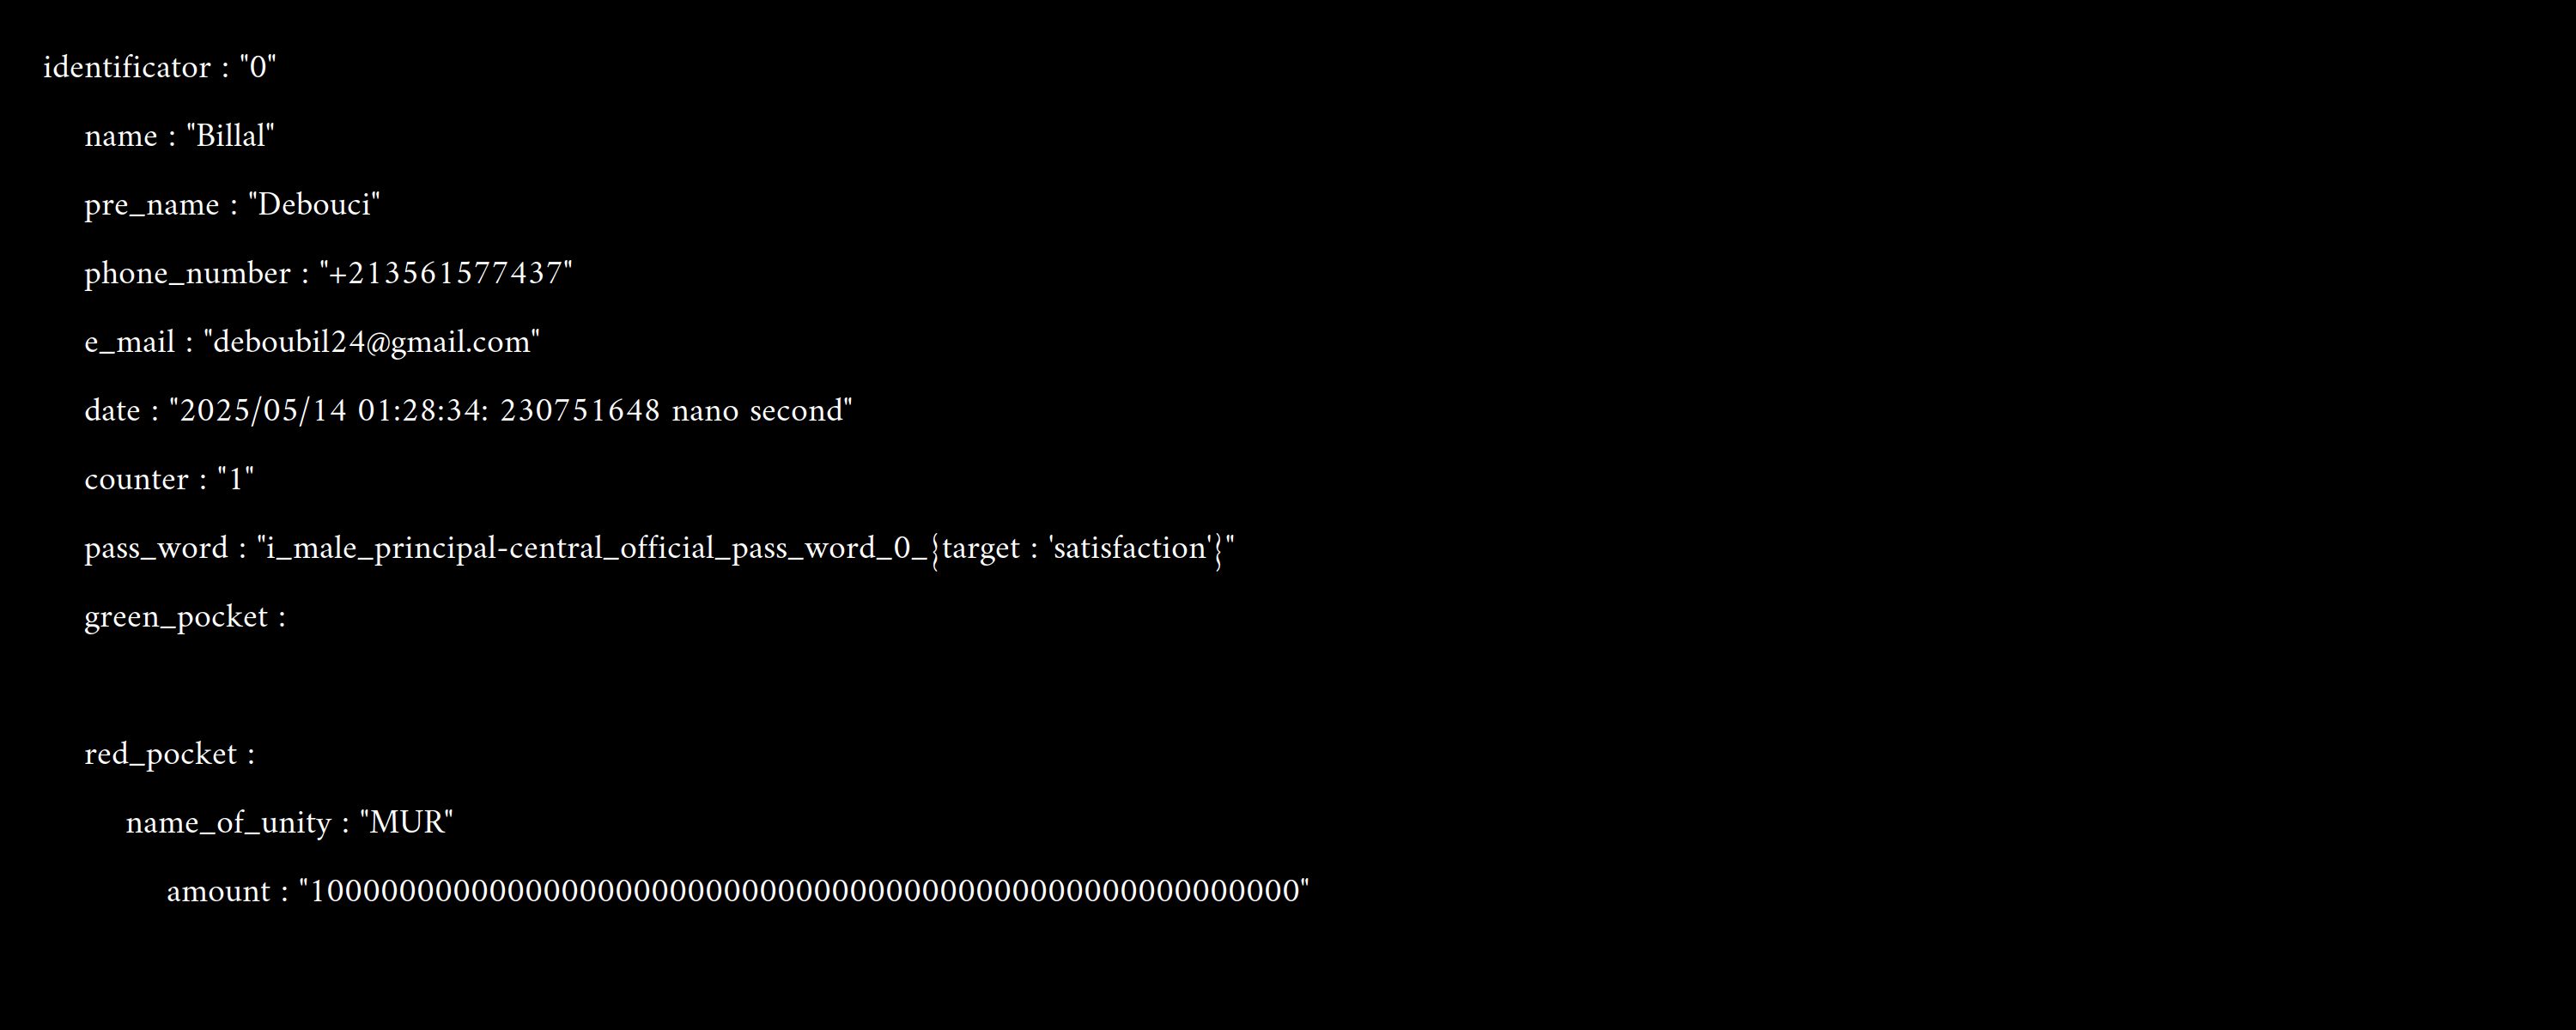 identificator : "0"
name : "Billal"
pre_name : "Debouci"
phone_number : "+213561577437"
e_mail : "deboubil24@gmail.com"
date : "2025/05/14 01:28:34: 230751648 nano second"
counter : "1"
pass_word : "i_male_principal-central_official_pass_word_0_{target : 'satisfaction'}"
green_pocket :
red_pocket :
name_of_unity : "MUR"
amount : "1000000000000000000000000000000000000000000000000000000"